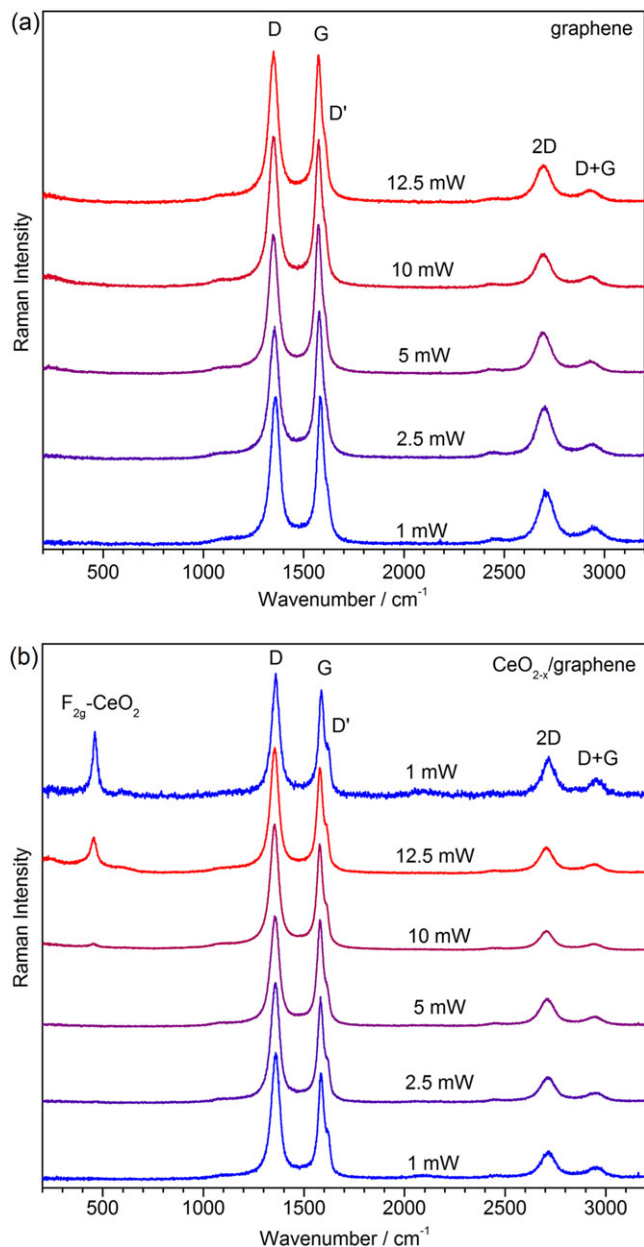 (a)
graphene
D
G
D'
2D
D+G
12.5 mW
10 mW
5 mW
2.5 mW
1 mW
Raman Intensity
500
1000
1500
2000
2500
3000
Wavenumber / cm⁻¹
(b)
CeO₂₋ₓ/graphene
F₂g-CeO₂
D
G
D'
2D
D+G
1 mW
12.5 mW
10 mW
5 mW
2.5 mW
1 mW
Raman Intensity
500
1000
1500
2000
2500
3000
Wavenumber / cm⁻¹